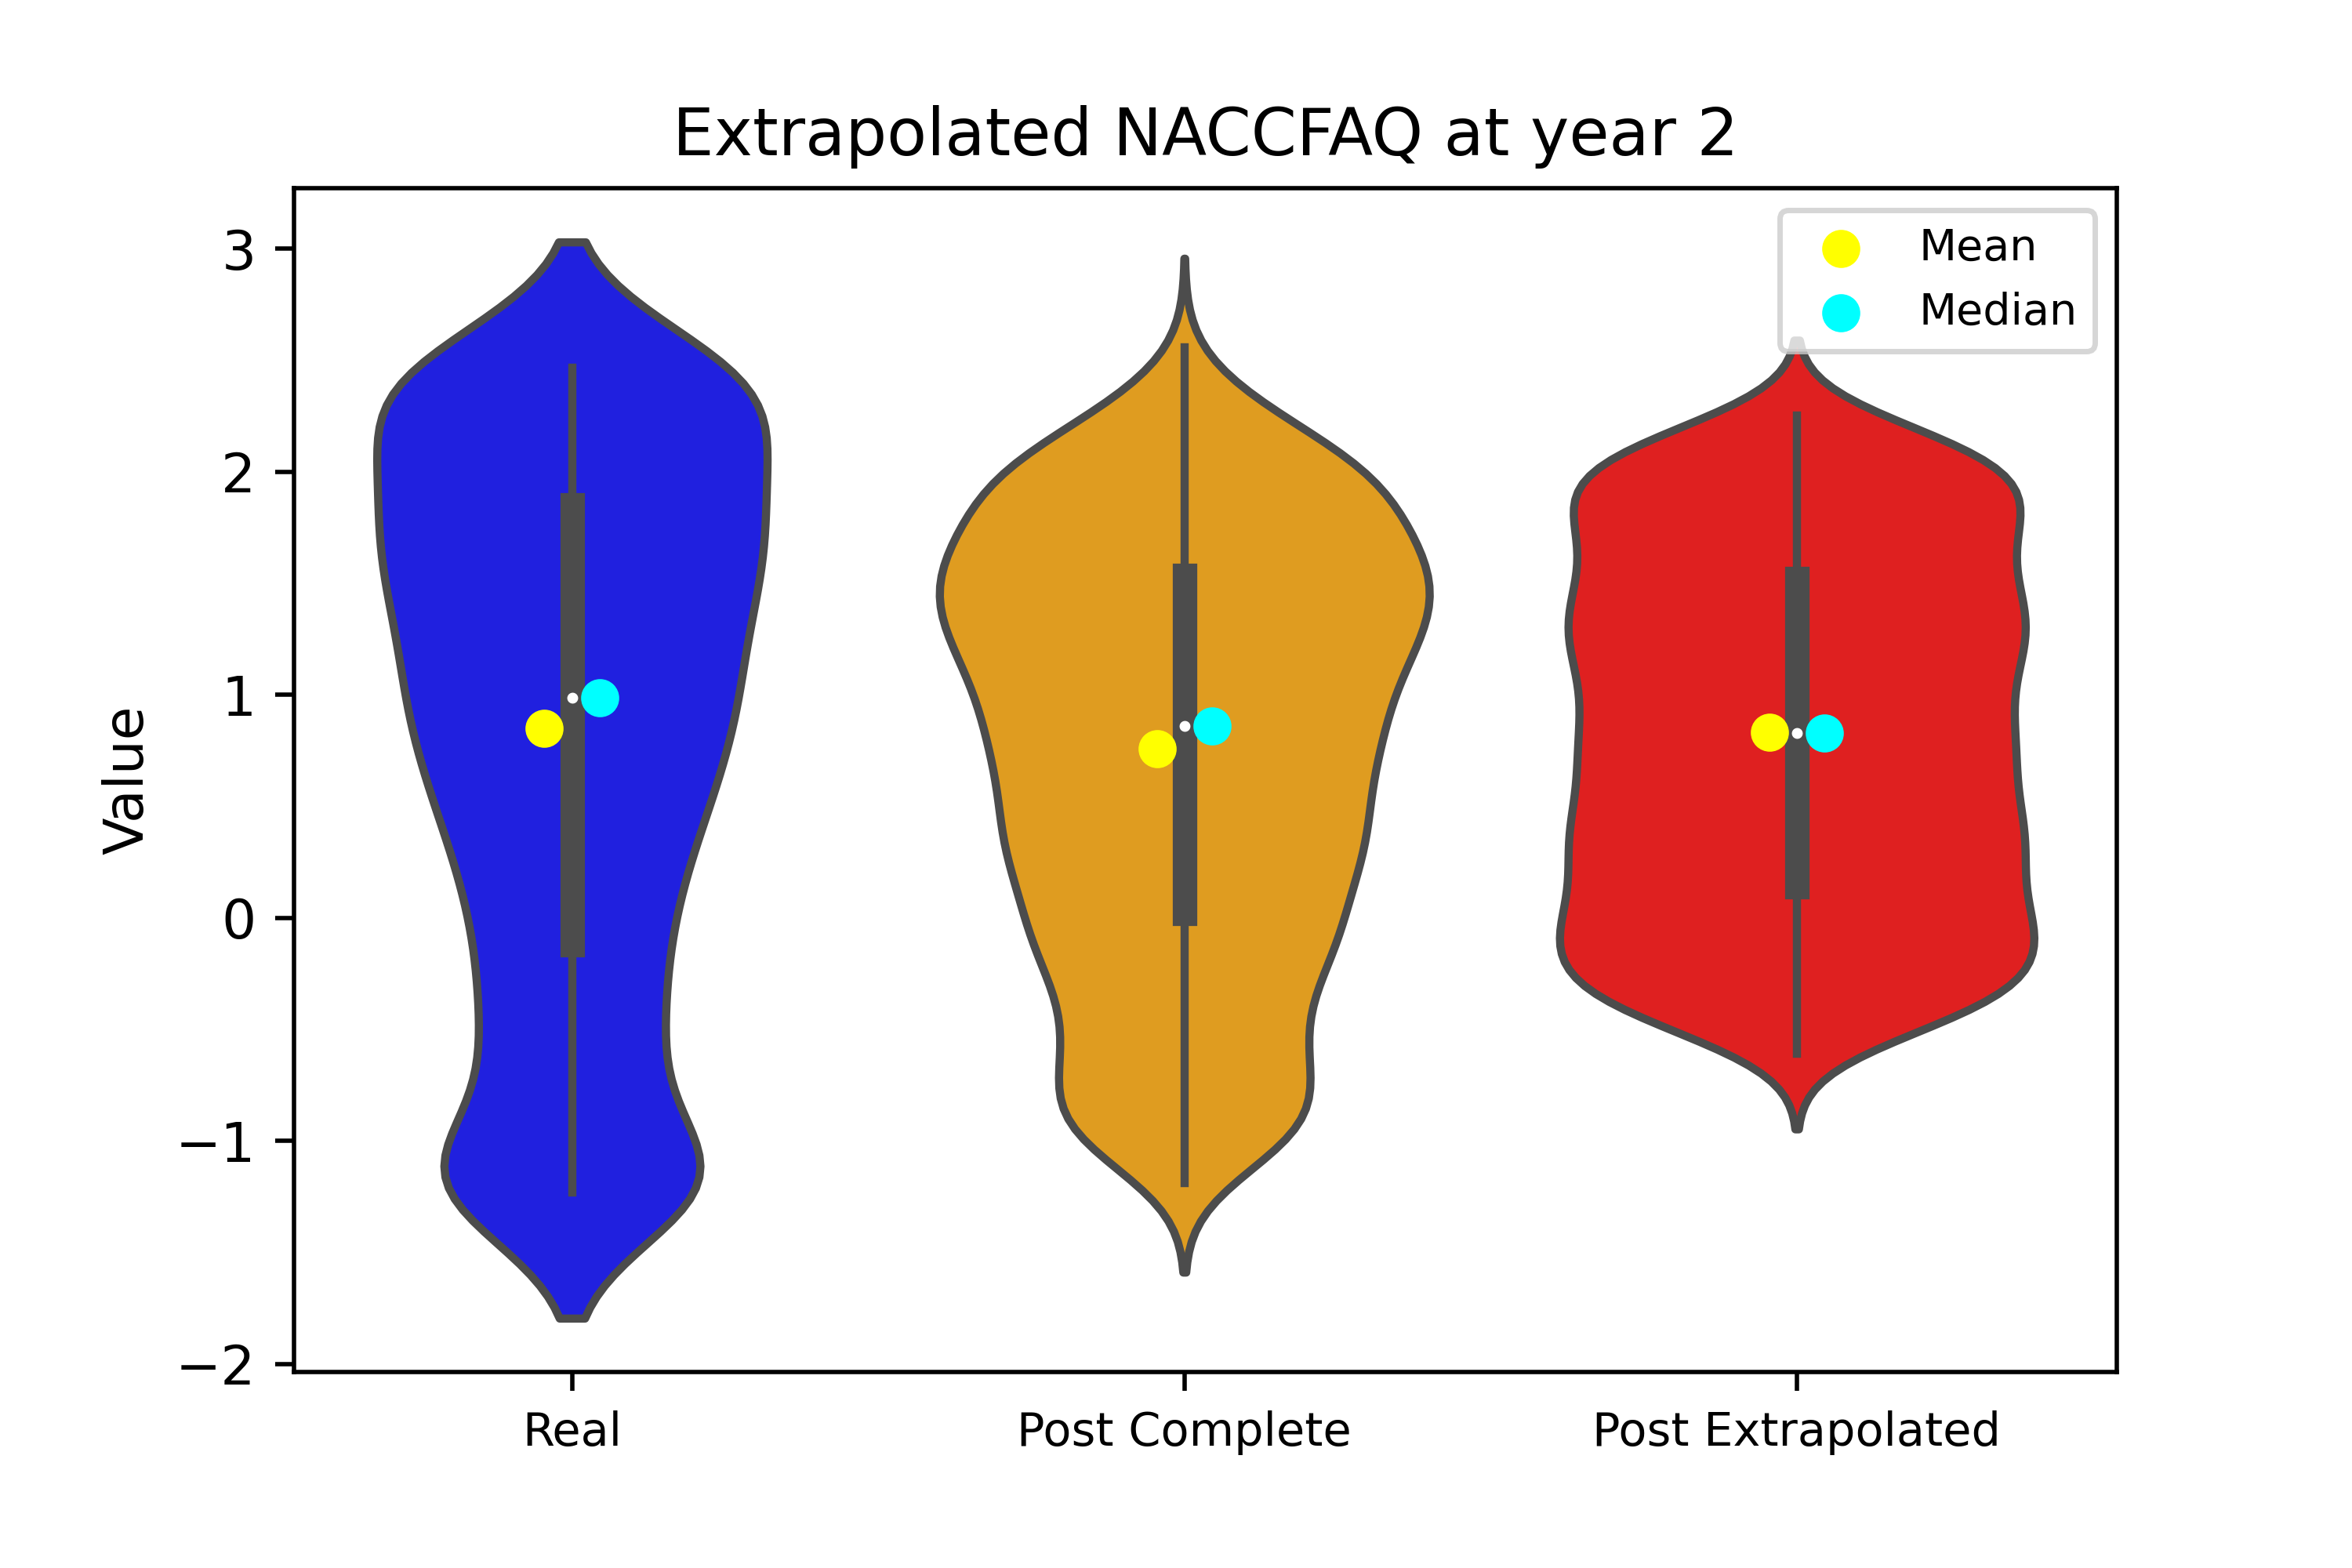 Extrapolated NACCFAQ at year 2
Mean
Median
3
2
1
0
−1
−2
Value
Real
Post Complete
Post Extrapolated